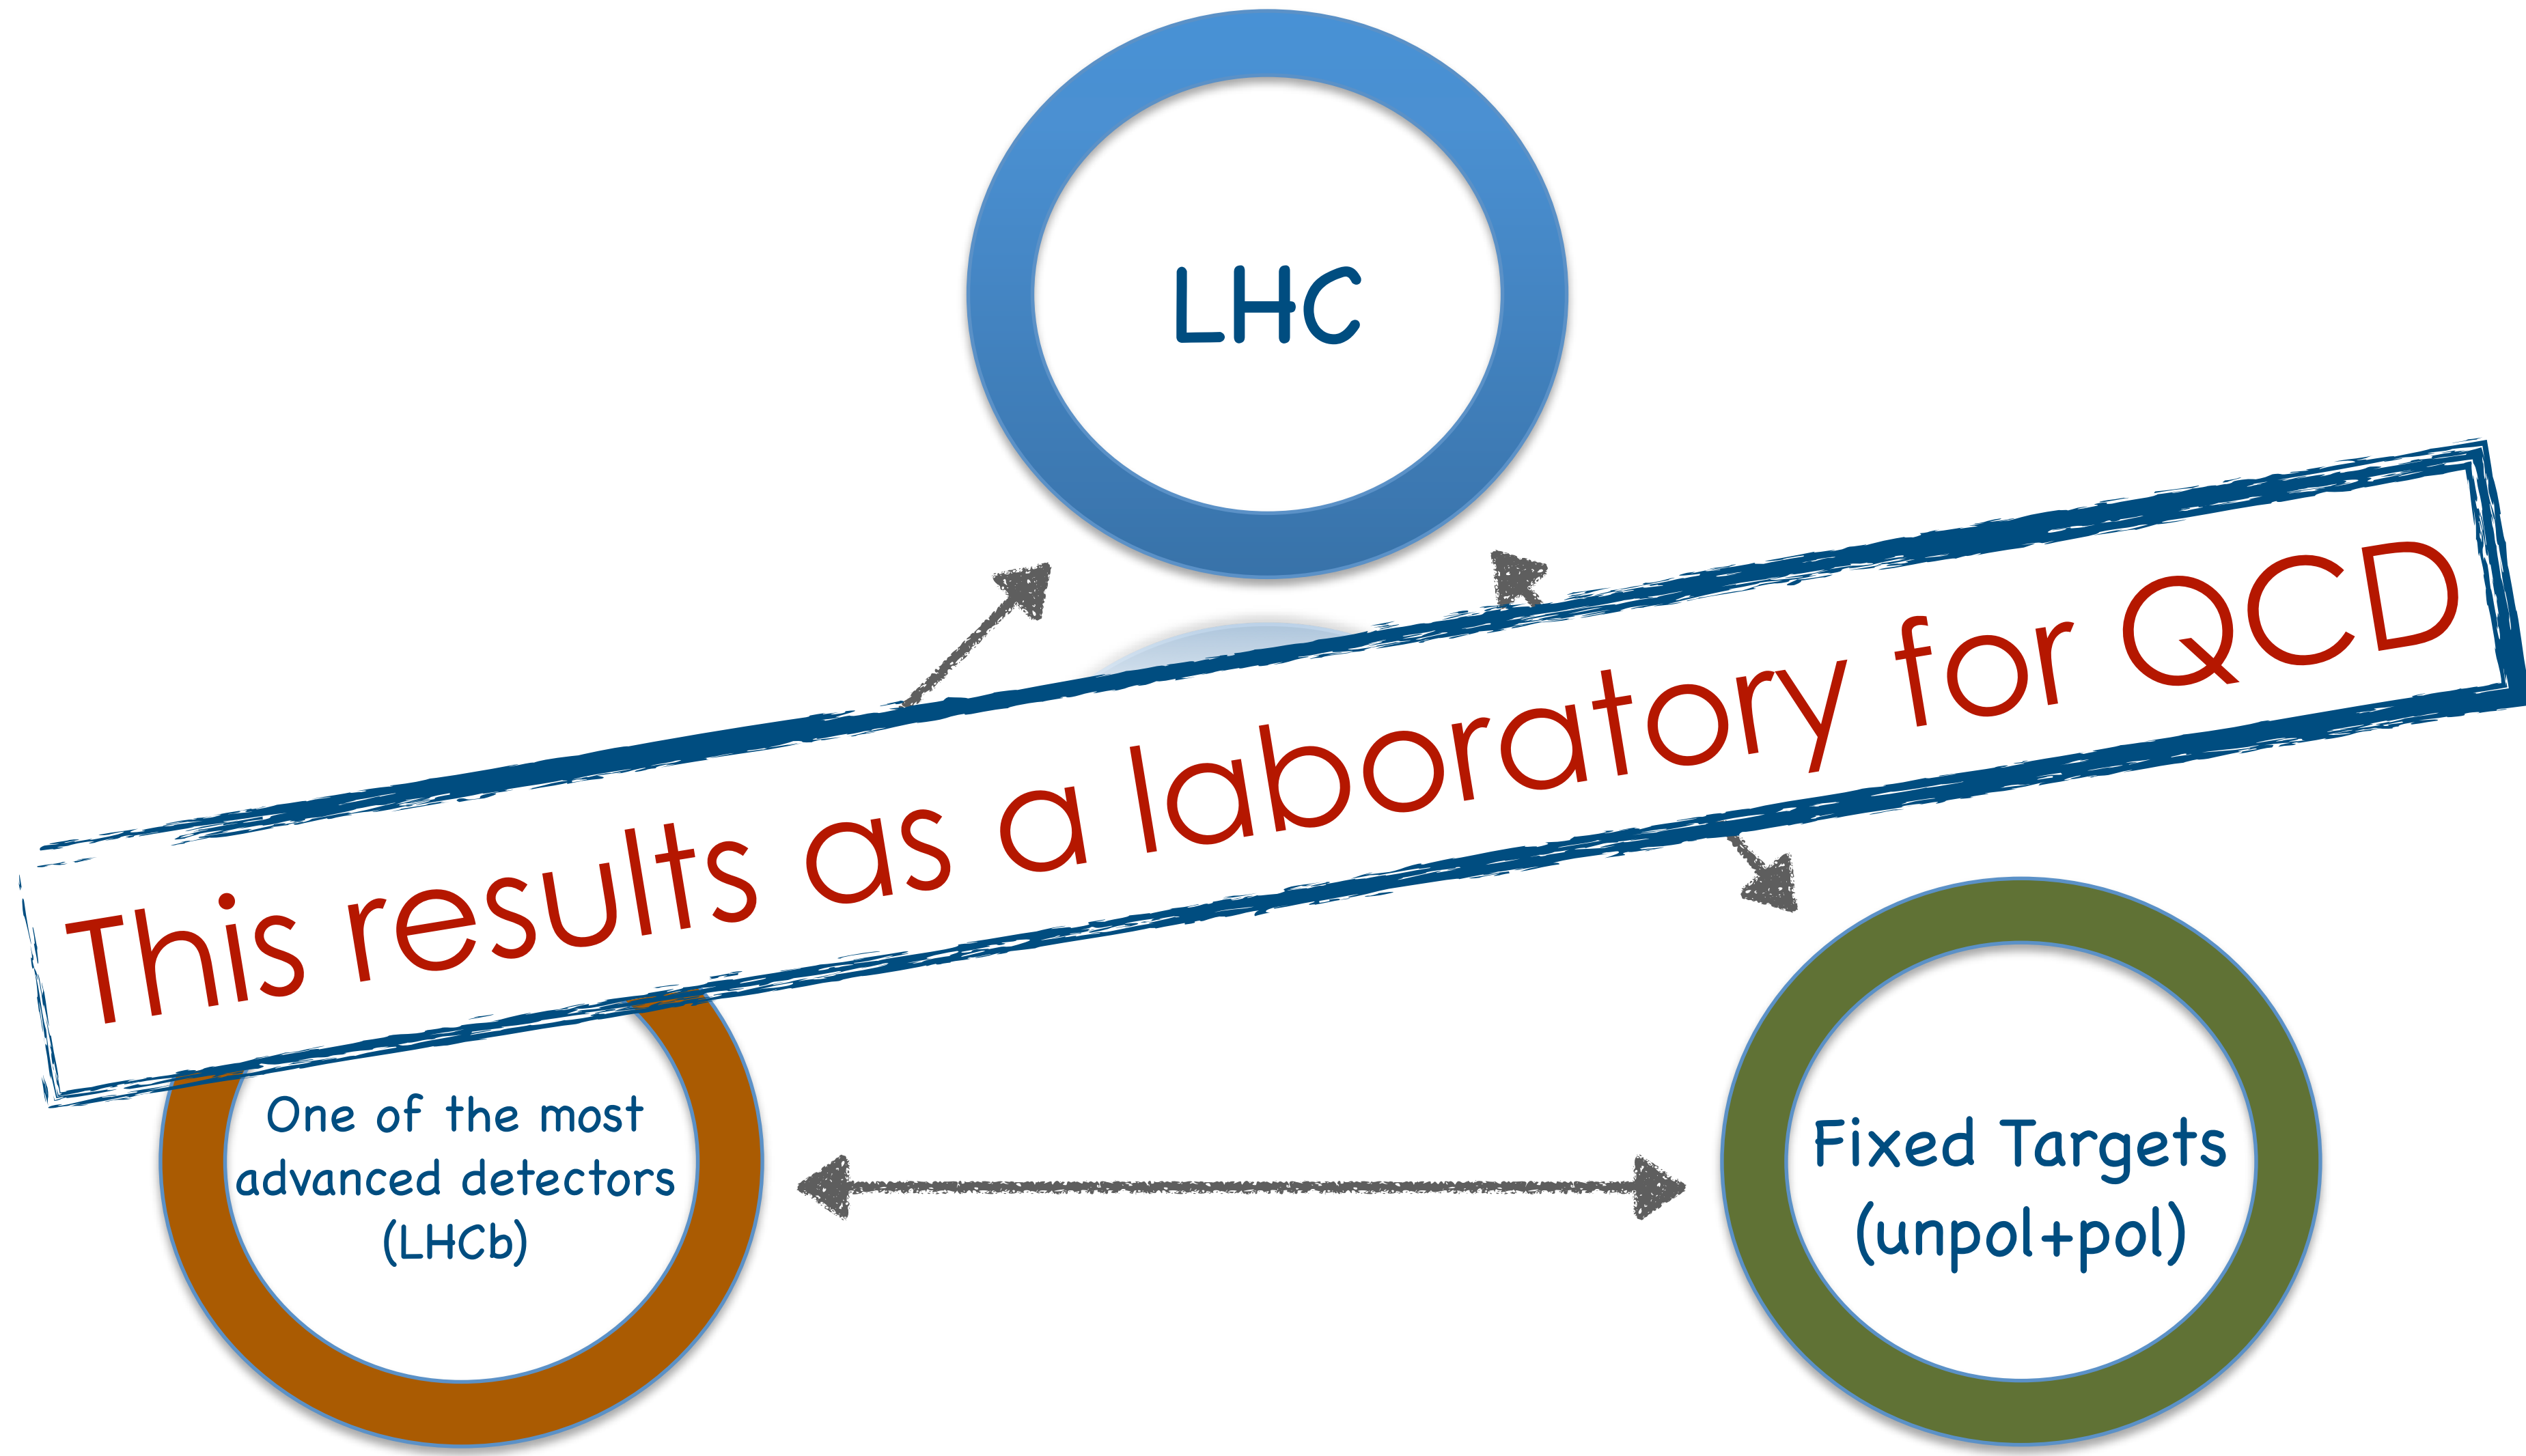 LHC
This results as a laboratory for QCD
One of the most
advanced detectors
(LHCb)
Fixed Targets
(unpol+pol)